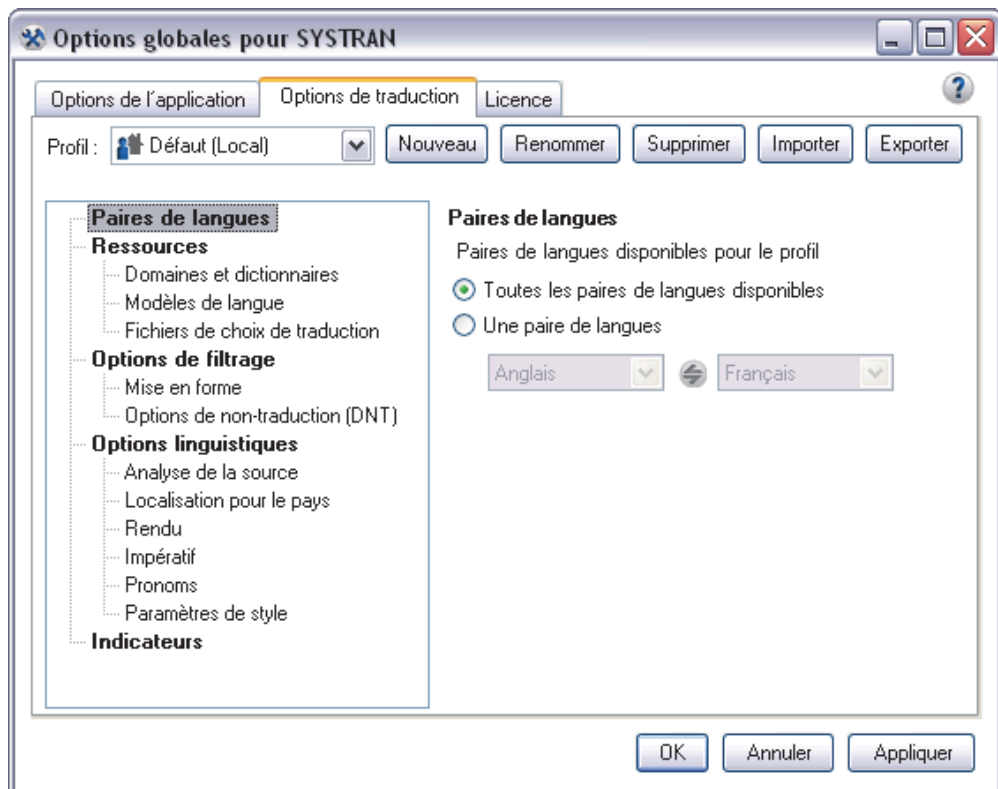 Options globales pour SYSTRAN
Options de l'application Options de traduction Licence
Profil : Défaut (Local) Nouveau Renommer Supprimer Importer Exporter
Paires de langues
Ressources
Domaines et dictionnaires
Modèles de langue
Fichiers de choix de traduction
Options de filtrage
Mise en forme
Options de non-traduction (DNT)
Options linguistiques
Analyse de la source
Localisation pour le pays
Rendu
Impératif
Pronoms
Paramètres de style
Indicateurs
Paires de langues
Paires de langues disponibles pour le profil
Toutes les paires de langues disponibles
Une paire de langues
Anglais Français
OK Annuler Appliquer